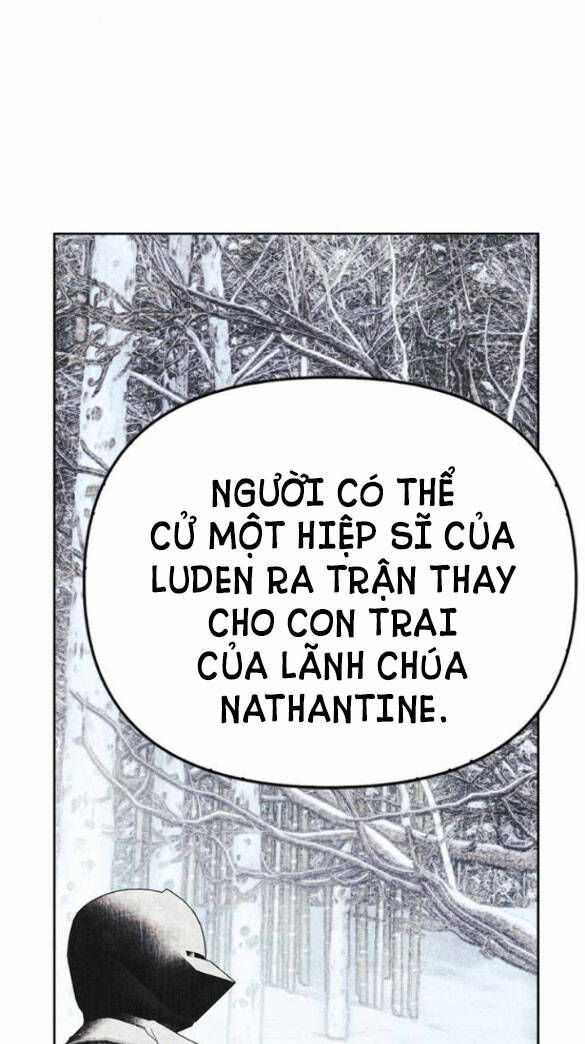 NGƯỜI CÓ THỂ
CỬ MỘT HIỆP SĨ CỦA
LUDEN RA TRẬN THAY
CHO CON TRAI
CỦA LÃNH CHÚA
NATHANTINE.